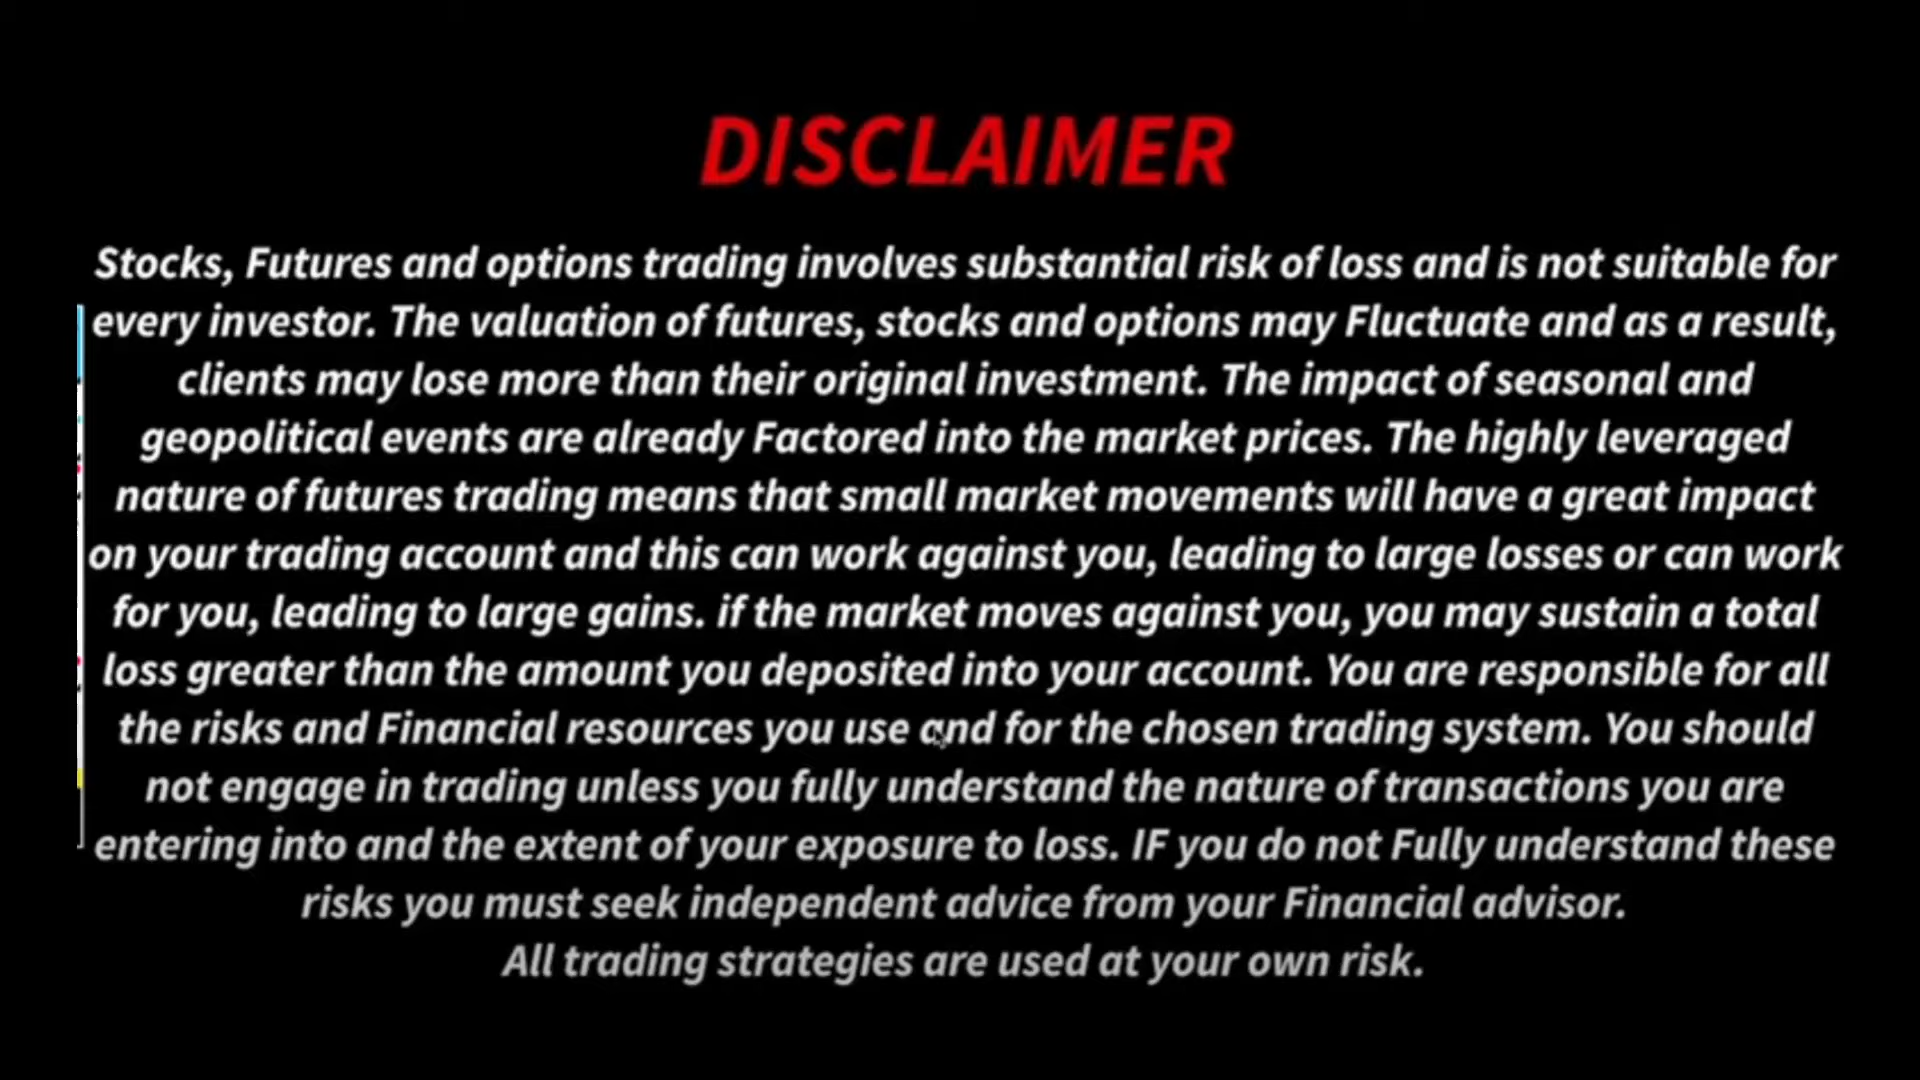 DISCLAIMER
Stocks, Futures and options trading involves substantial risk of loss and is not suitable for
every investor. The valuation of futures, stocks and options may Fluctuate and as a result,
clients may lose more than their original investment. The impact of seasonal and
geopolitical events are already Factored into the market prices. The highly leveraged
nature of futures trading means that small market movements will have a great impact
on your trading account and this can work against you, leading to large losses or can work
for you, leading to large gains. if the market moves against you, you may sustain a total
loss greater than the amount you deposited into your account. You are responsible for all
the risks and Financial resources you use and for the chosen trading system. You should
not engage in trading unless you fully understand the nature of transactions you are
entering into and the extent of your exposure to loss. IF you do not Fully understand these
risks you must seek independent advice from your Financial advisor.
All trading strategies are used at your own risk.